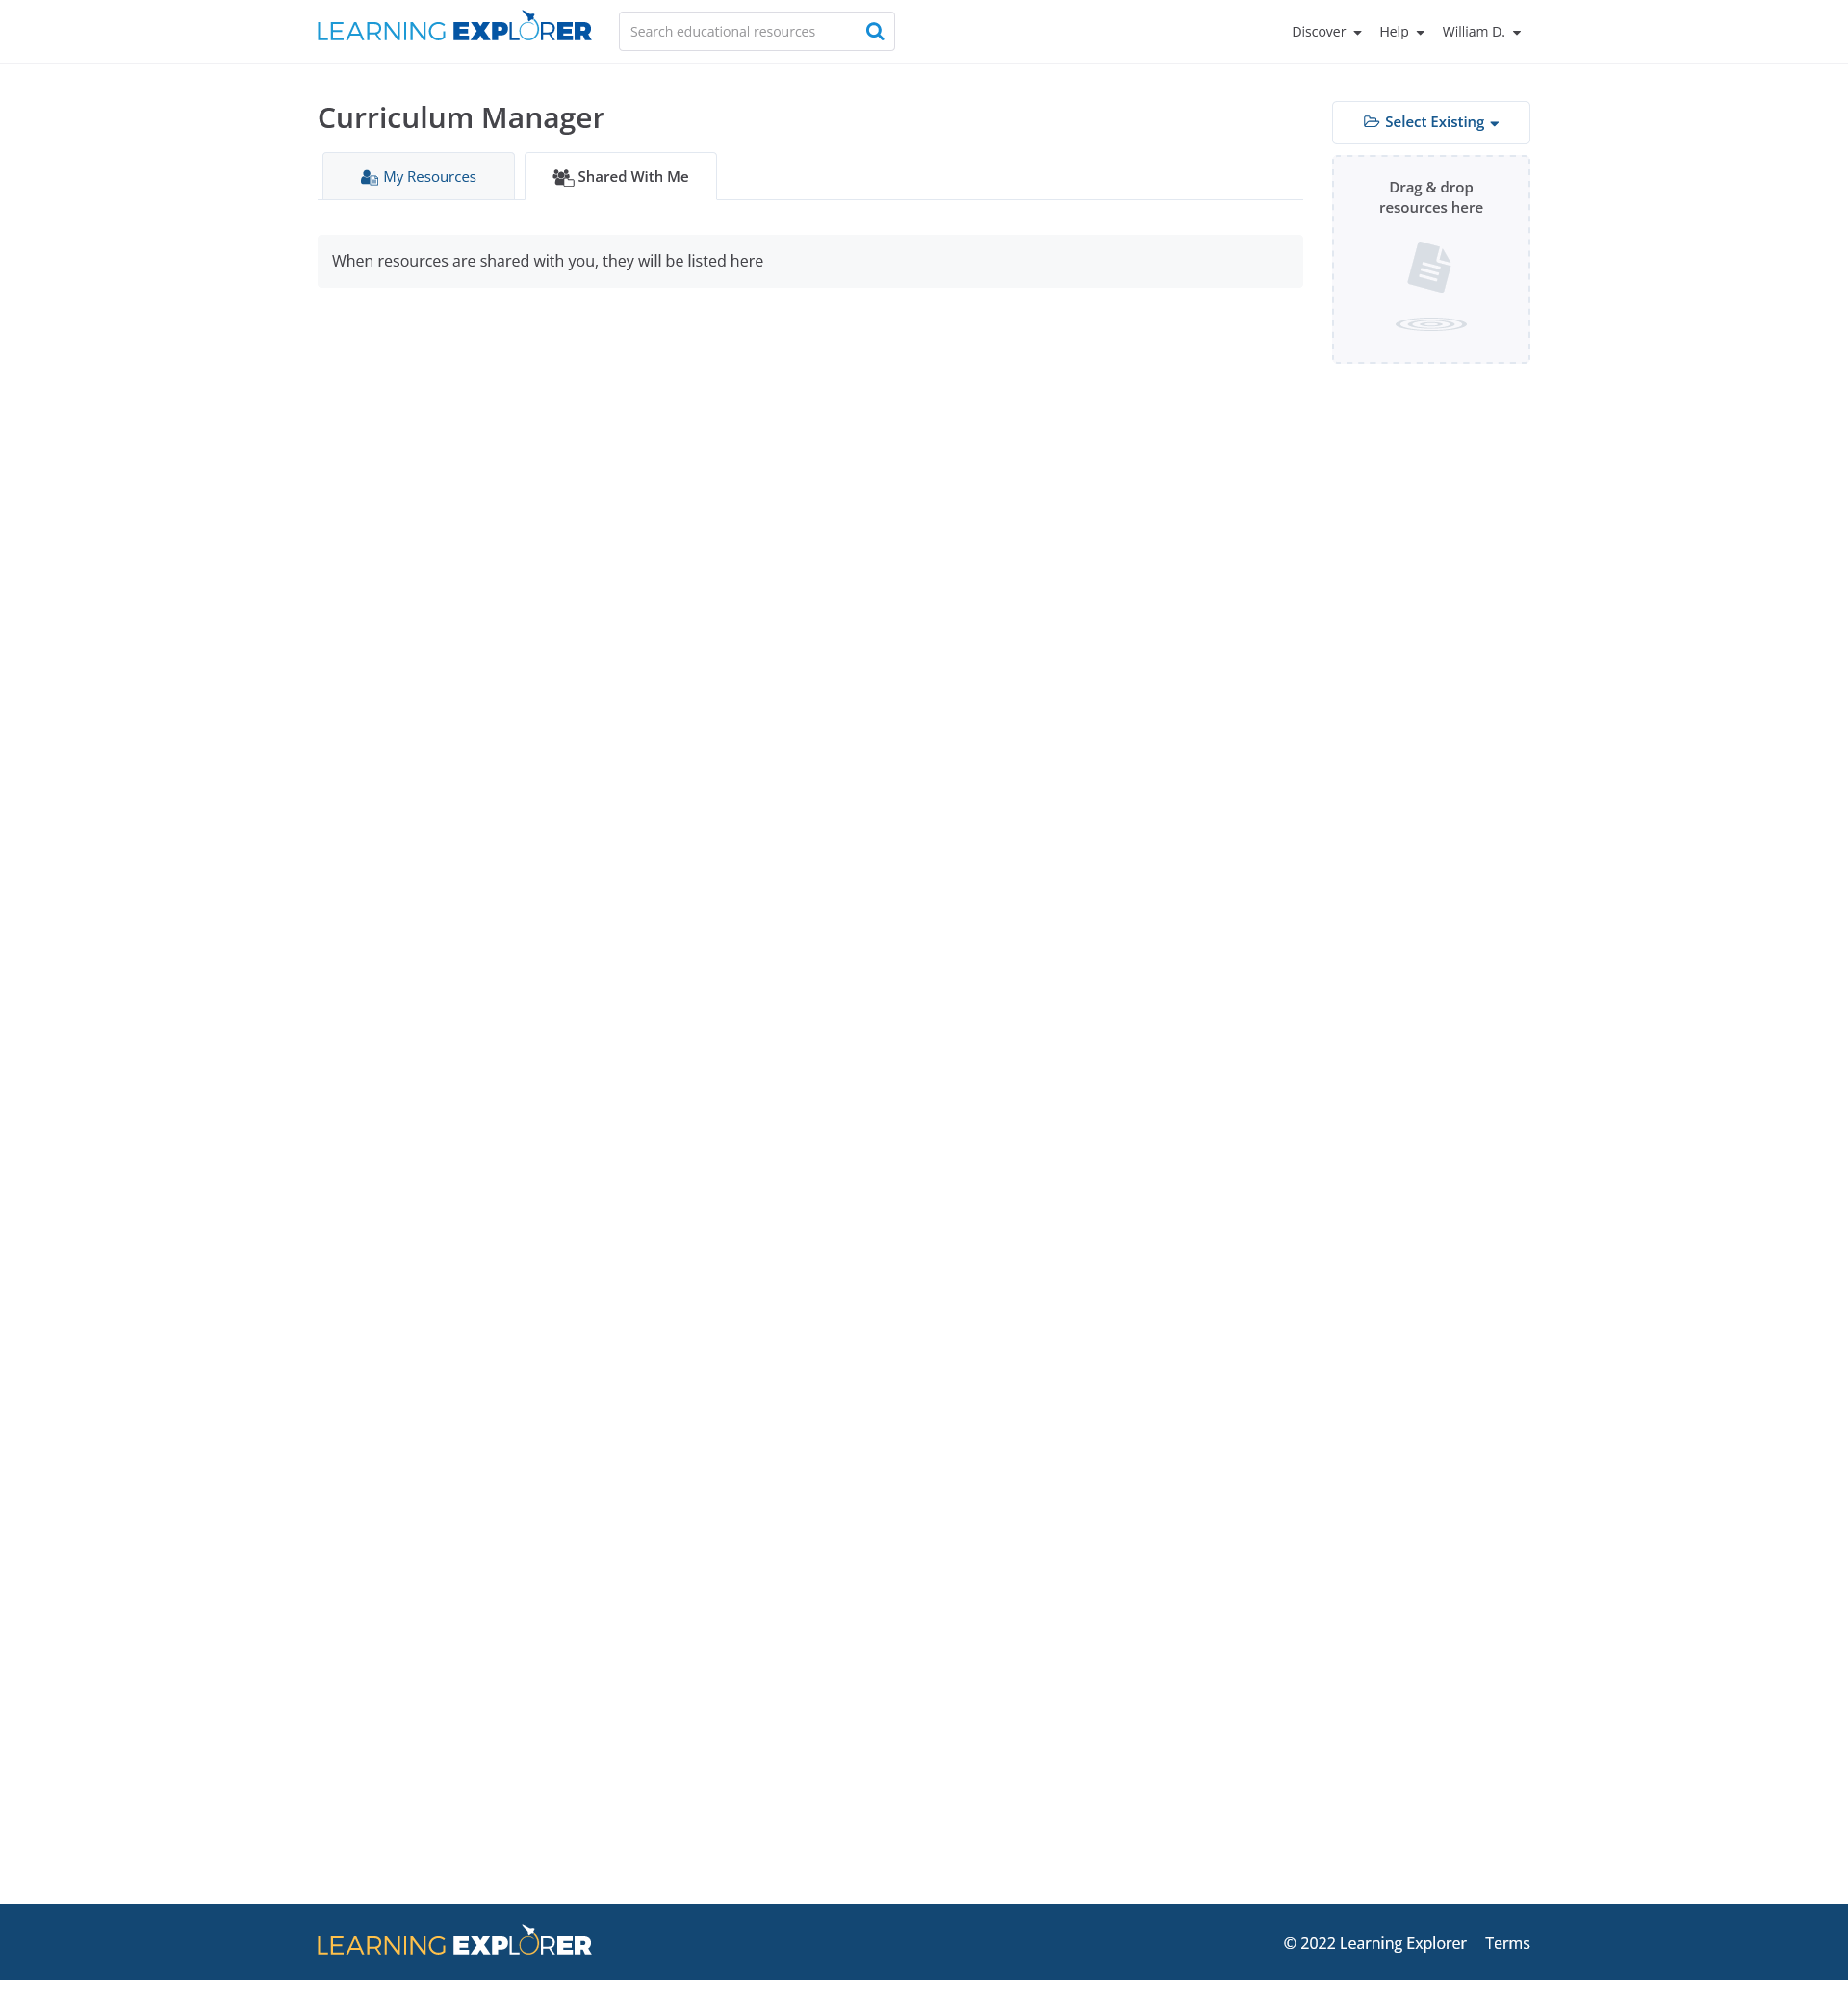 LEARNING EXPLORER
Search educational resources
Discover
Help
William D.
Curriculum Manager
Select Existing
My Resources
Shared With Me
Drag & drop
resources here
When resources are shared with you, they will be listed here
LEARNING EXPLORER
© 2022 Learning Explorer
Terms